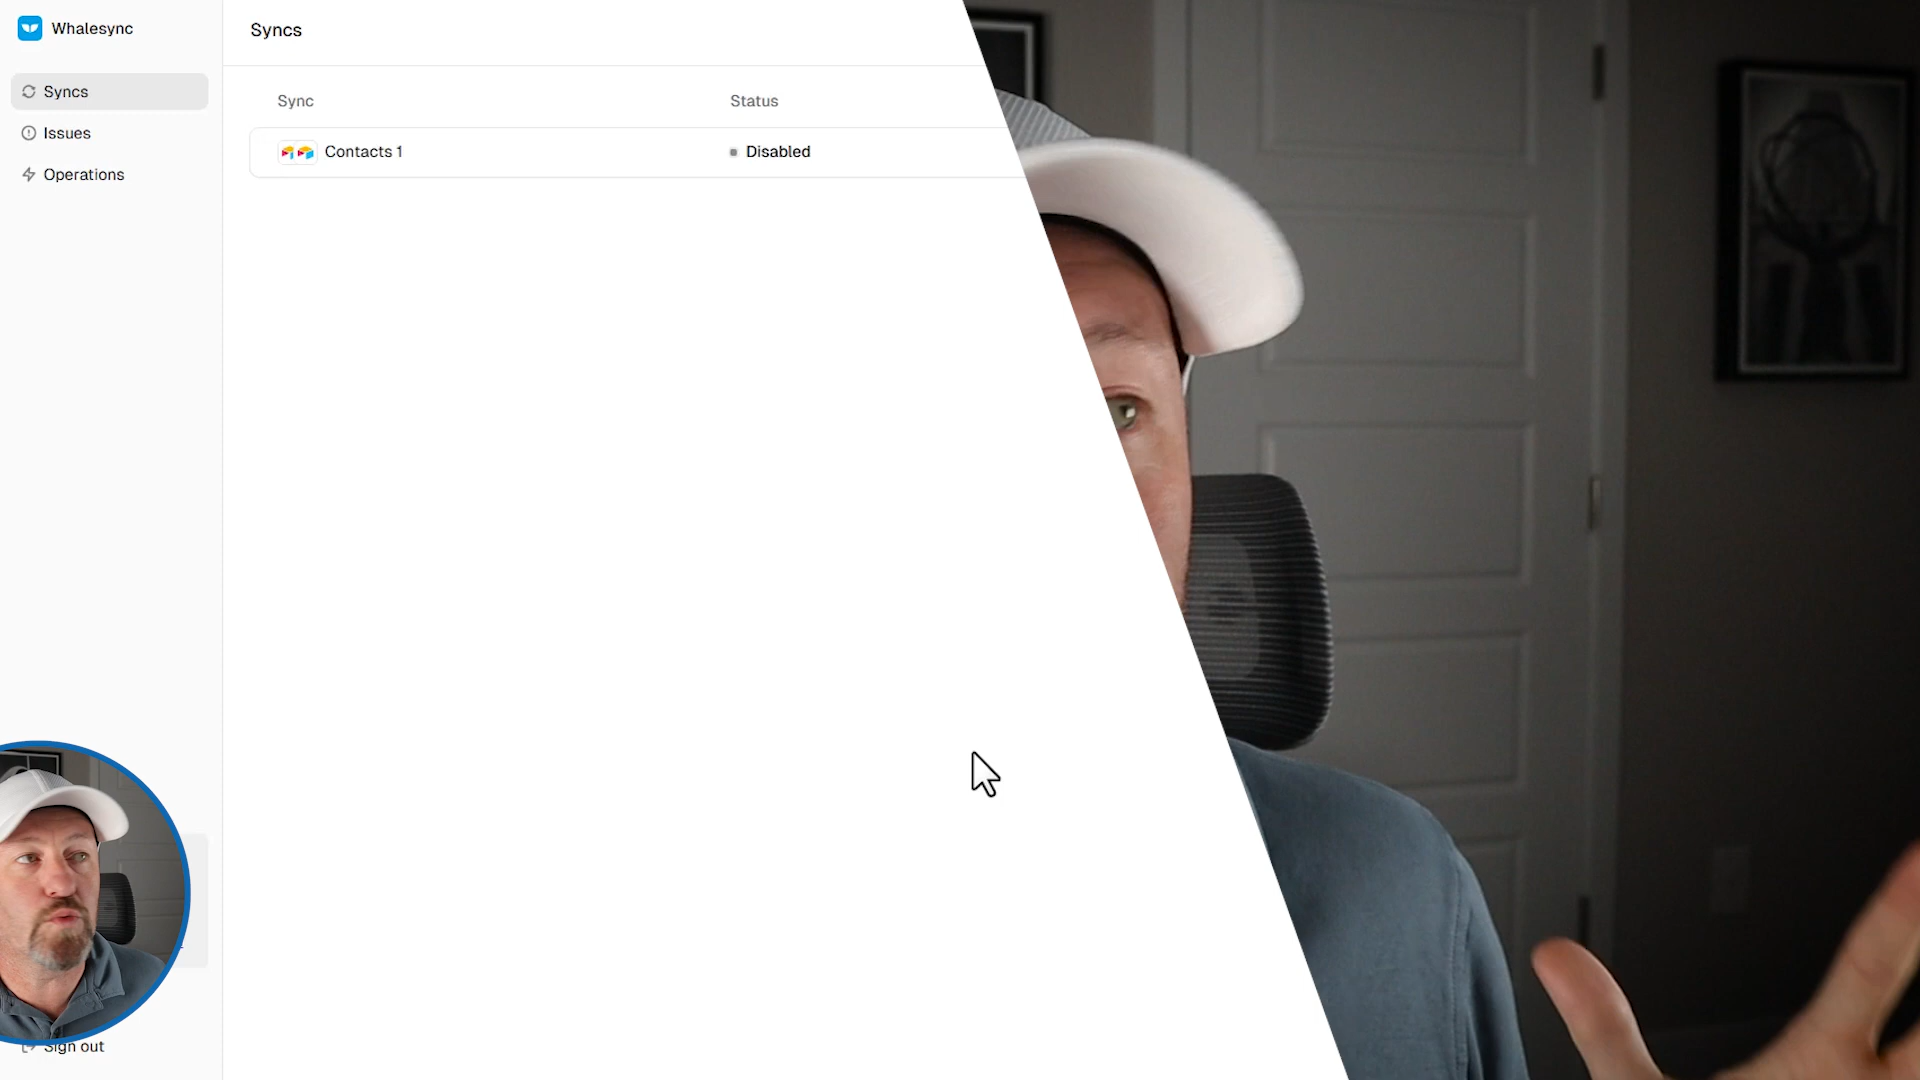 Whalesync
Syncs
Syncs
Issues
Operations
Sync
Status
Contacts 1
Disabled
Sign out